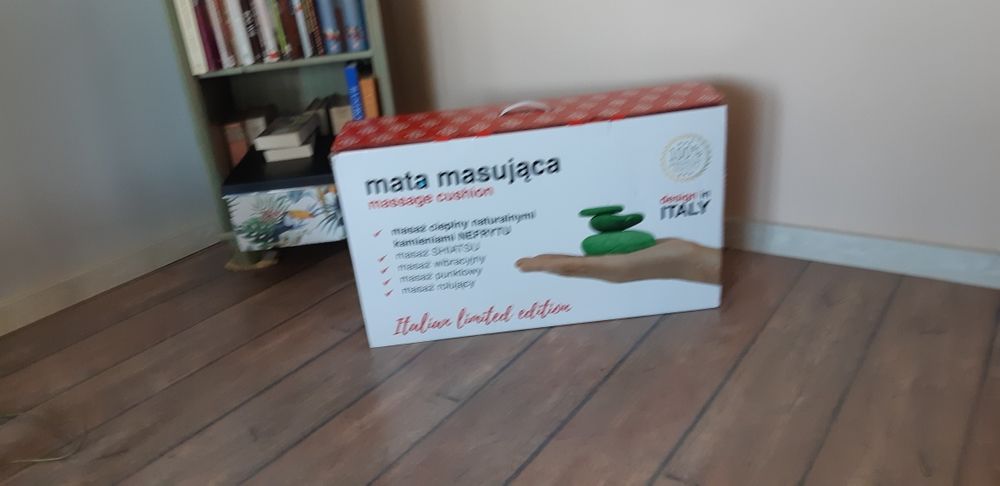 mata masująca
massage cushion
masaż cieplny naturalnymi
kamieniami NEFRYTU
masaż SHIATSU
masaż wibracyjny
masaż punktowy
masaż rolujący
Italian limited edition
design in
ITALY